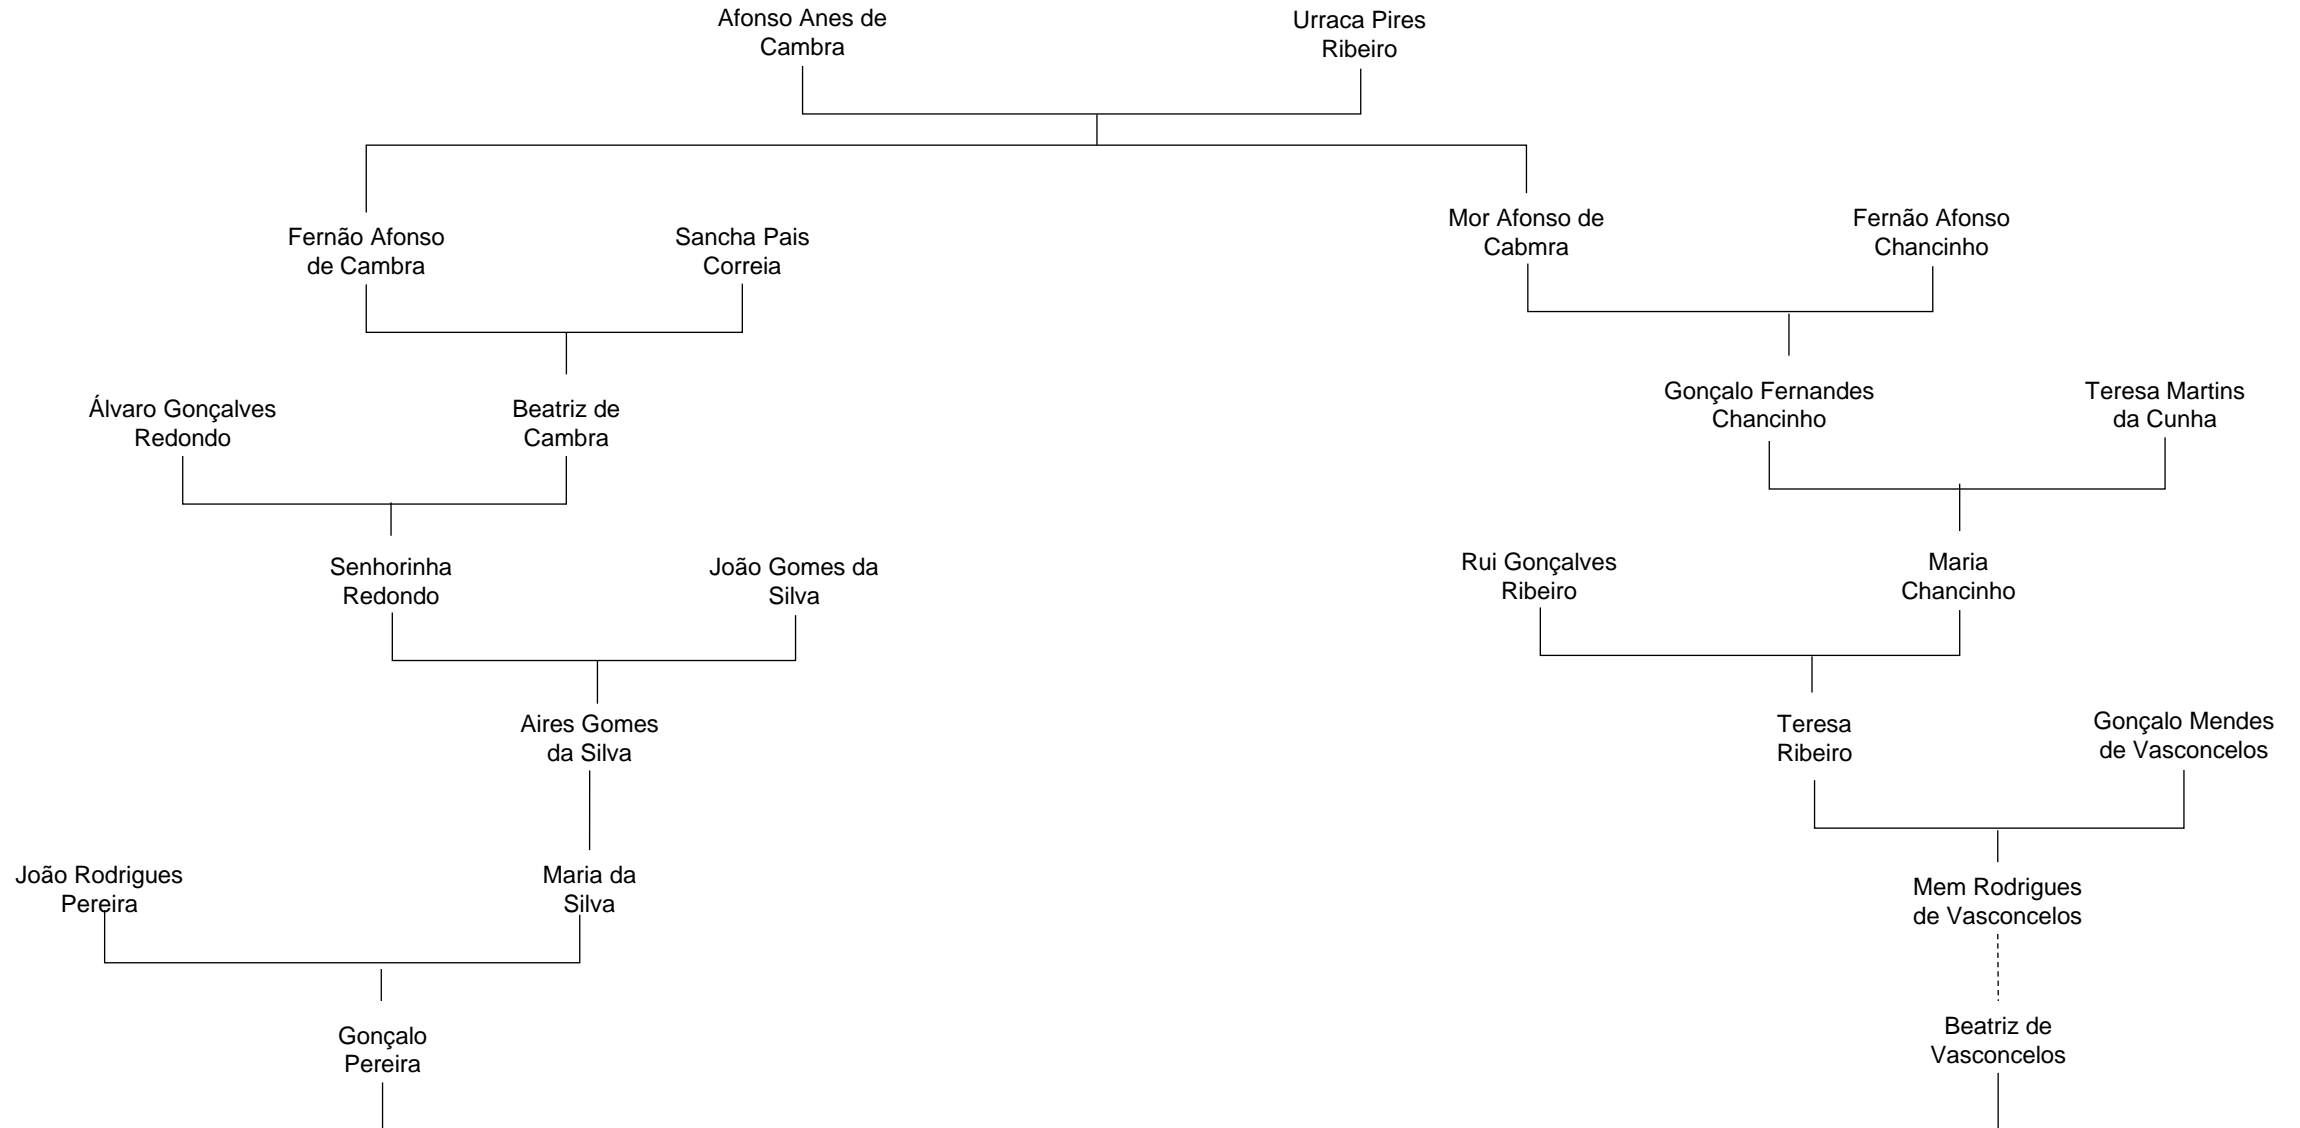 Afonso Anes de
Cambra
Urraca Pires
Ribeiro
Fernão Afonso
de Cambra
Sancha Pais
Correia
Mor Afonso de
Cabmra
Fernão Afonso
Chancinho
Álvaro Gonçalves
Redondo
Beatriz de
Cambra
Gonçalo Fernandes
Chancinho
Teresa Martins
da Cunha
Senhorinha
Redondo
João Gomes da
Silva
Rui Gonçalves
Ribeiro
Maria
Chancinho
Aires Gomes
da Silva
Teresa
Ribeiro
Gonçalo Mendes
de Vasconcelos
João Rodrigues
Pereira
Maria da
Silva
Mem Rodrigues
de Vasconcelos
Gonçalo
Pereira
Beatriz de
Vasconcelos